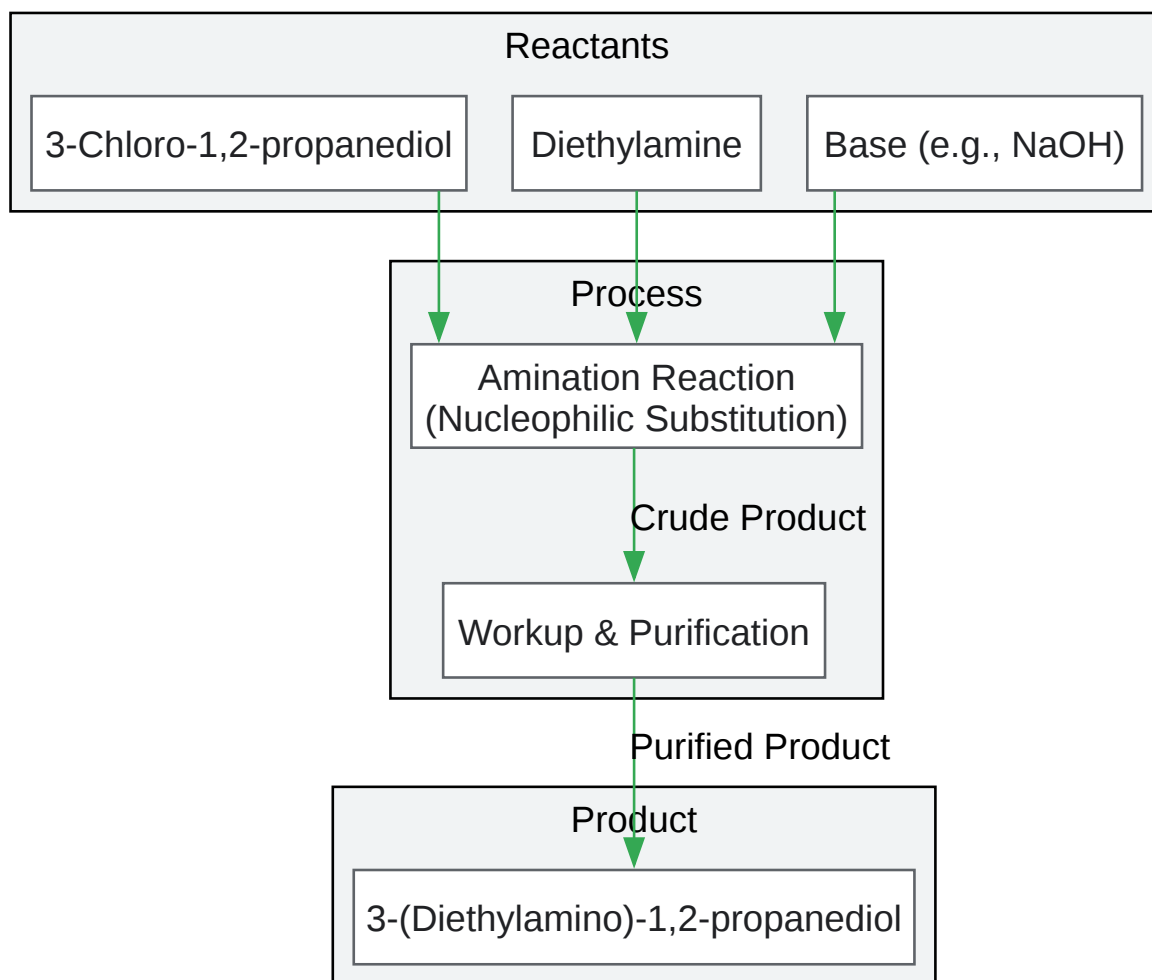 Reactants
3-Chloro-1,2-propanediol
Diethylamine
Base (e.g., NaOH)
Process
Amination Reaction
(Nucleophilic Substitution)
Crude Product
Workup & Purification
Purified Product
Product
3-(Diethylamino)-1,2-propanediol